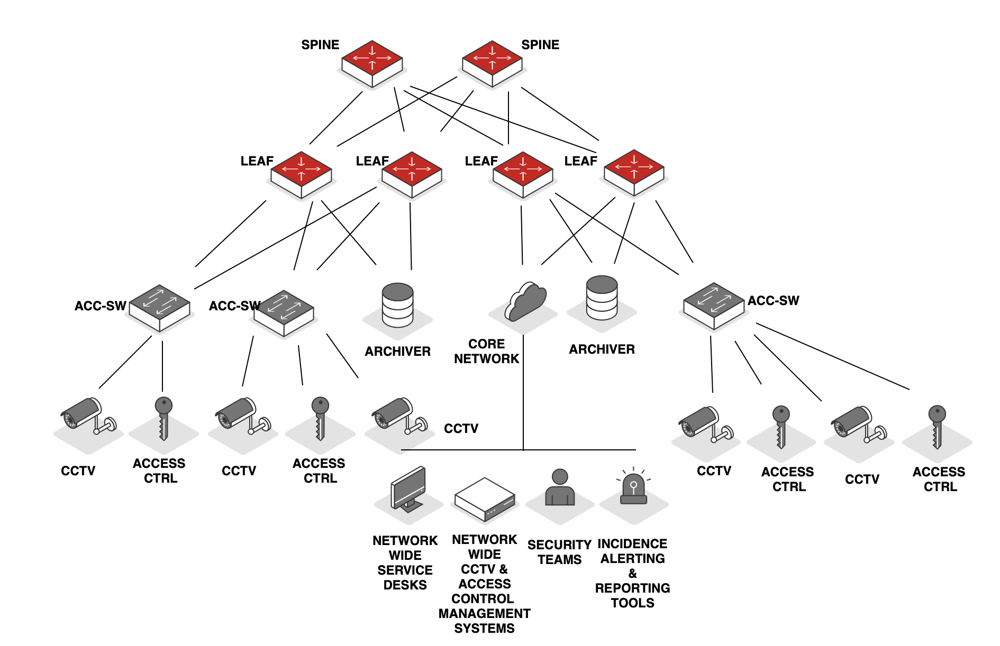 SPINE
SPINE
LEAF
LEAF
LEAF
LEAF
ACC-SW
ACC-SW
ARCHIVER
CORE
NETWORK
ARCHIVER
ACC-SW
CCTV
ACCESS
CTRL
CCTV
ACCESS
CTRL
CCTV
CCTV
ACCESS
CTRL
CCTV
ACCESS
CTRL
NETWORK
WIDE
SERVICE
DESKS
NETWORK
WIDE
CCTV &
ACCESS
CONTROL
MANAGEMENT
SYSTEMS
SECURITY
TEAMS
INCIDENCE
ALERTING
&
REPORTING
TOOLS